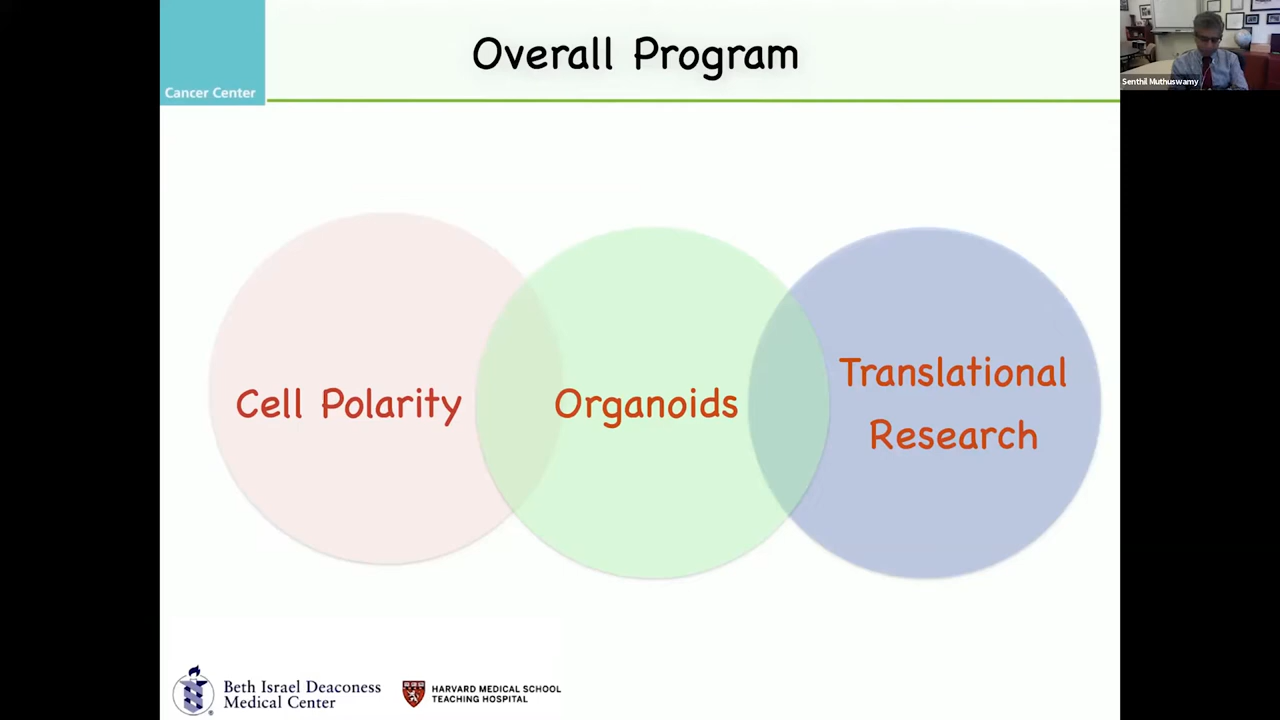 Overall Program
Cancer Center
Senthil Muthuswamy
Cell Polarity
Organoids
Translational
Research
Beth Israel Deaconess
Medical Center
HARVARD MEDICAL SCHOOL
TEACHING HOSPITAL